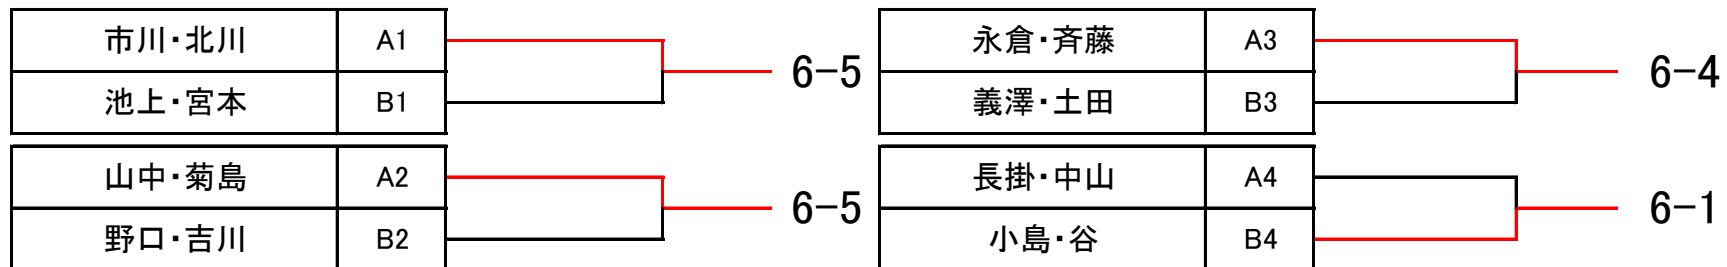 市川・北川 A1
池上・宮本 B1
6-5
山中・菊島 A2
野口・吉川 B2
6-5
永倉・斉藤 A3
義澤・土田 B3
6-4
長掛・中山 A4
小島・谷 B4
6-1